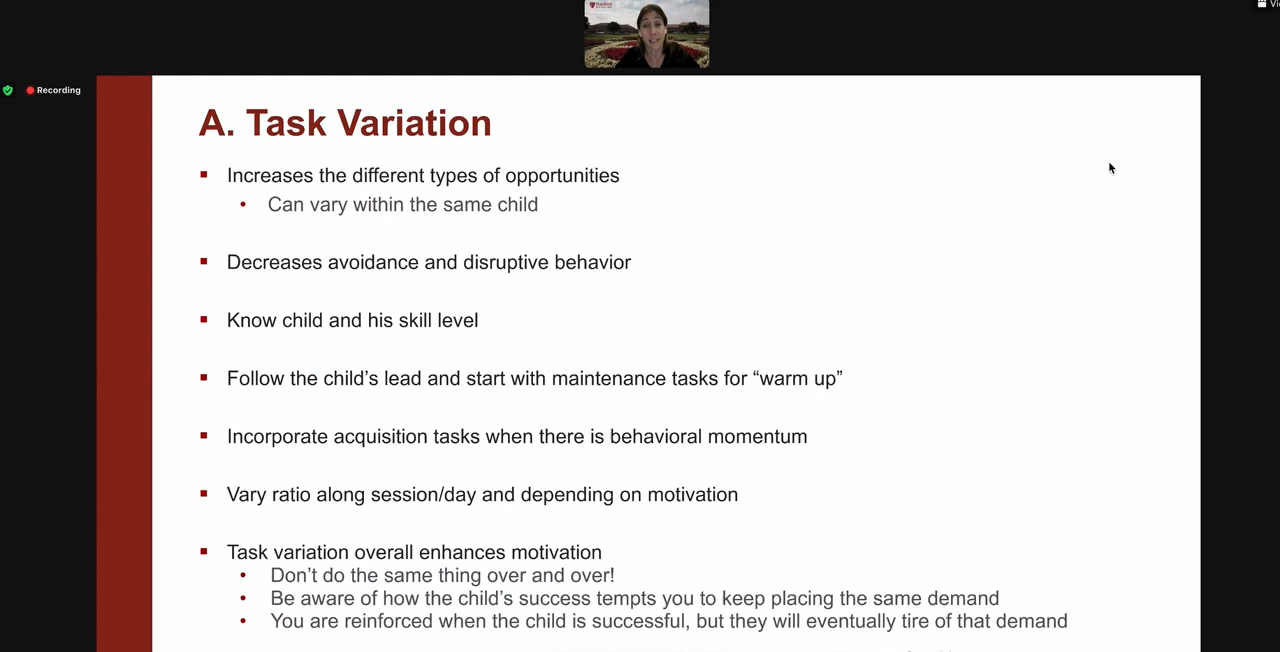 Stanford
Vi
Recording
A. Task Variation
▪ Increases the different types of opportunities
• Can vary within the same child
▪ Decreases avoidance and disruptive behavior
▪ Know child and his skill level
▪ Follow the child’s lead and start with maintenance tasks for “warm up”
▪ Incorporate acquisition tasks when there is behavioral momentum
▪ Vary ratio along session/day and depending on motivation
▪ Task variation overall enhances motivation
• Don’t do the same thing over and over!
• Be aware of how the child’s success tempts you to keep placing the same demand
• You are reinforced when the child is successful, but they will eventually tire of that demand